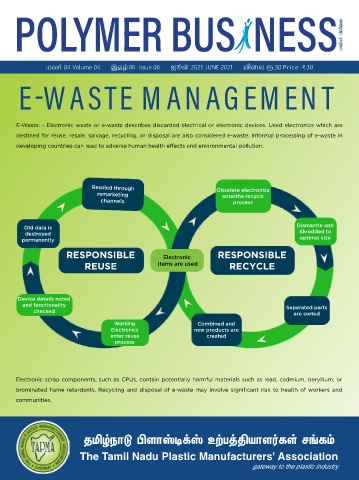 POLYMER BUSINESS
மலர் 04 Volume 04 இதழ் 06 Issue 06 ஜூன் 2021 JUNE 2021 விலை ரூ.30 Price ₹30
E-WASTE MANAGEMENT
E-Waste: - Electronic waste or e-waste describes discarded electrical or electronic devices. Used electronics which are
destined for reuse, resale, salvage, recycling, or disposal are also considered e-waste. Informal processing of e-waste in
developing countries can lead to adverse human health effects and environmental pollution.
Resoled through
remarketing
channels
Old data is
destroyed
permanently
Device details noted
and functionality
checked
Working
Electronics
enter reuse
process
RESPONSIBLE
REUSE
Electronic
items are used
RESPONSIBLE
RECYCLE
Obsolete electronics
enterthe recycle
process
Dismantle and
Shredded to
optimal size
Seperated parts
are sorted
Combined and
new products are
created
Electronic scrap components, such as CPUs, contain potentially harmful materials such as lead, cadmium, beryllium, or
brominated flame retardants. Recycling and disposal of e-waste may involve significant risk to health of workers and
communities.
TAPMA
தமிழ்நாடு பிளாஸ்டிக்ஸ் உற்பத்தியாளர்கள் சங்கம்
The Tamil Nadu Plastic Manufacturers' Association
gateway to the plastic industry